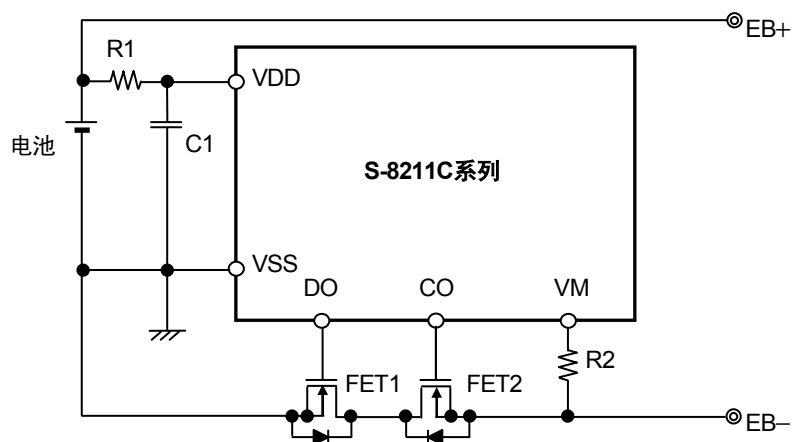 EB+
R1
VDD
电池
C1
S-8211C系列
VSS
DO
CO
VM
R2
FET1
FET2
EB−